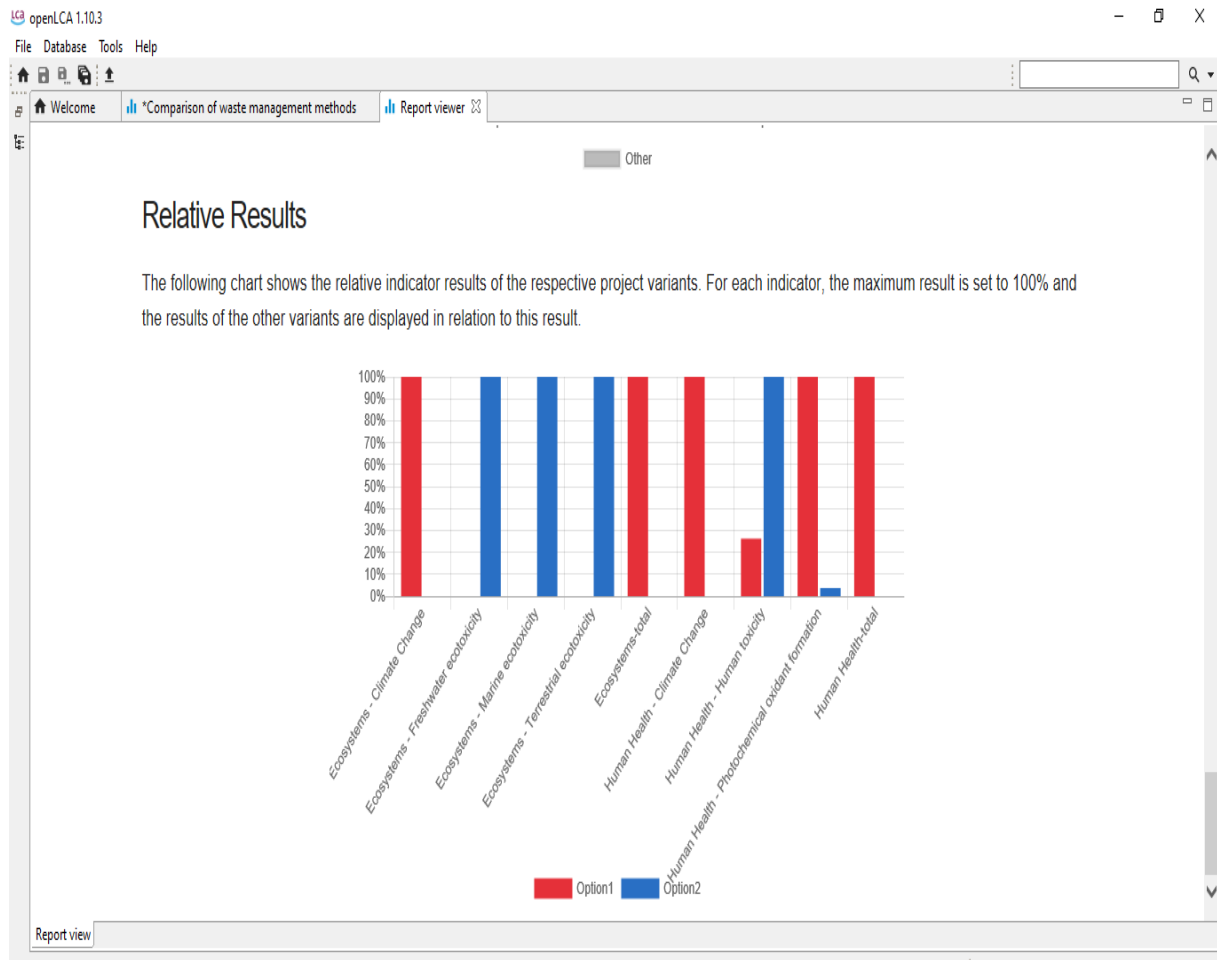 LCA openLCA 1.10.3
File Database Tools Help
Welcome *Comparison of waste management methods Report viewer
Other
Relative Results
The following chart shows the relative indicator results of the respective project variants. For each indicator, the maximum result is set to 100% and
the results of the other variants are displayed in relation to this result.
100%
90%
80%
70%
60%
50%
40%
30%
20%
10%
0%
Ecosystems - Climate Change
Ecosystems - Freshwater ecotoxicity
Ecosystems - Marine ecotoxicity
Ecosystems - Terrestrial ecotoxicity
Ecosystems-total
Human Health - Climate Change
Human Health - Human toxicity
Human Health - Photochemical oxidant formation
Human Health-total
Option1 Option2
Report view